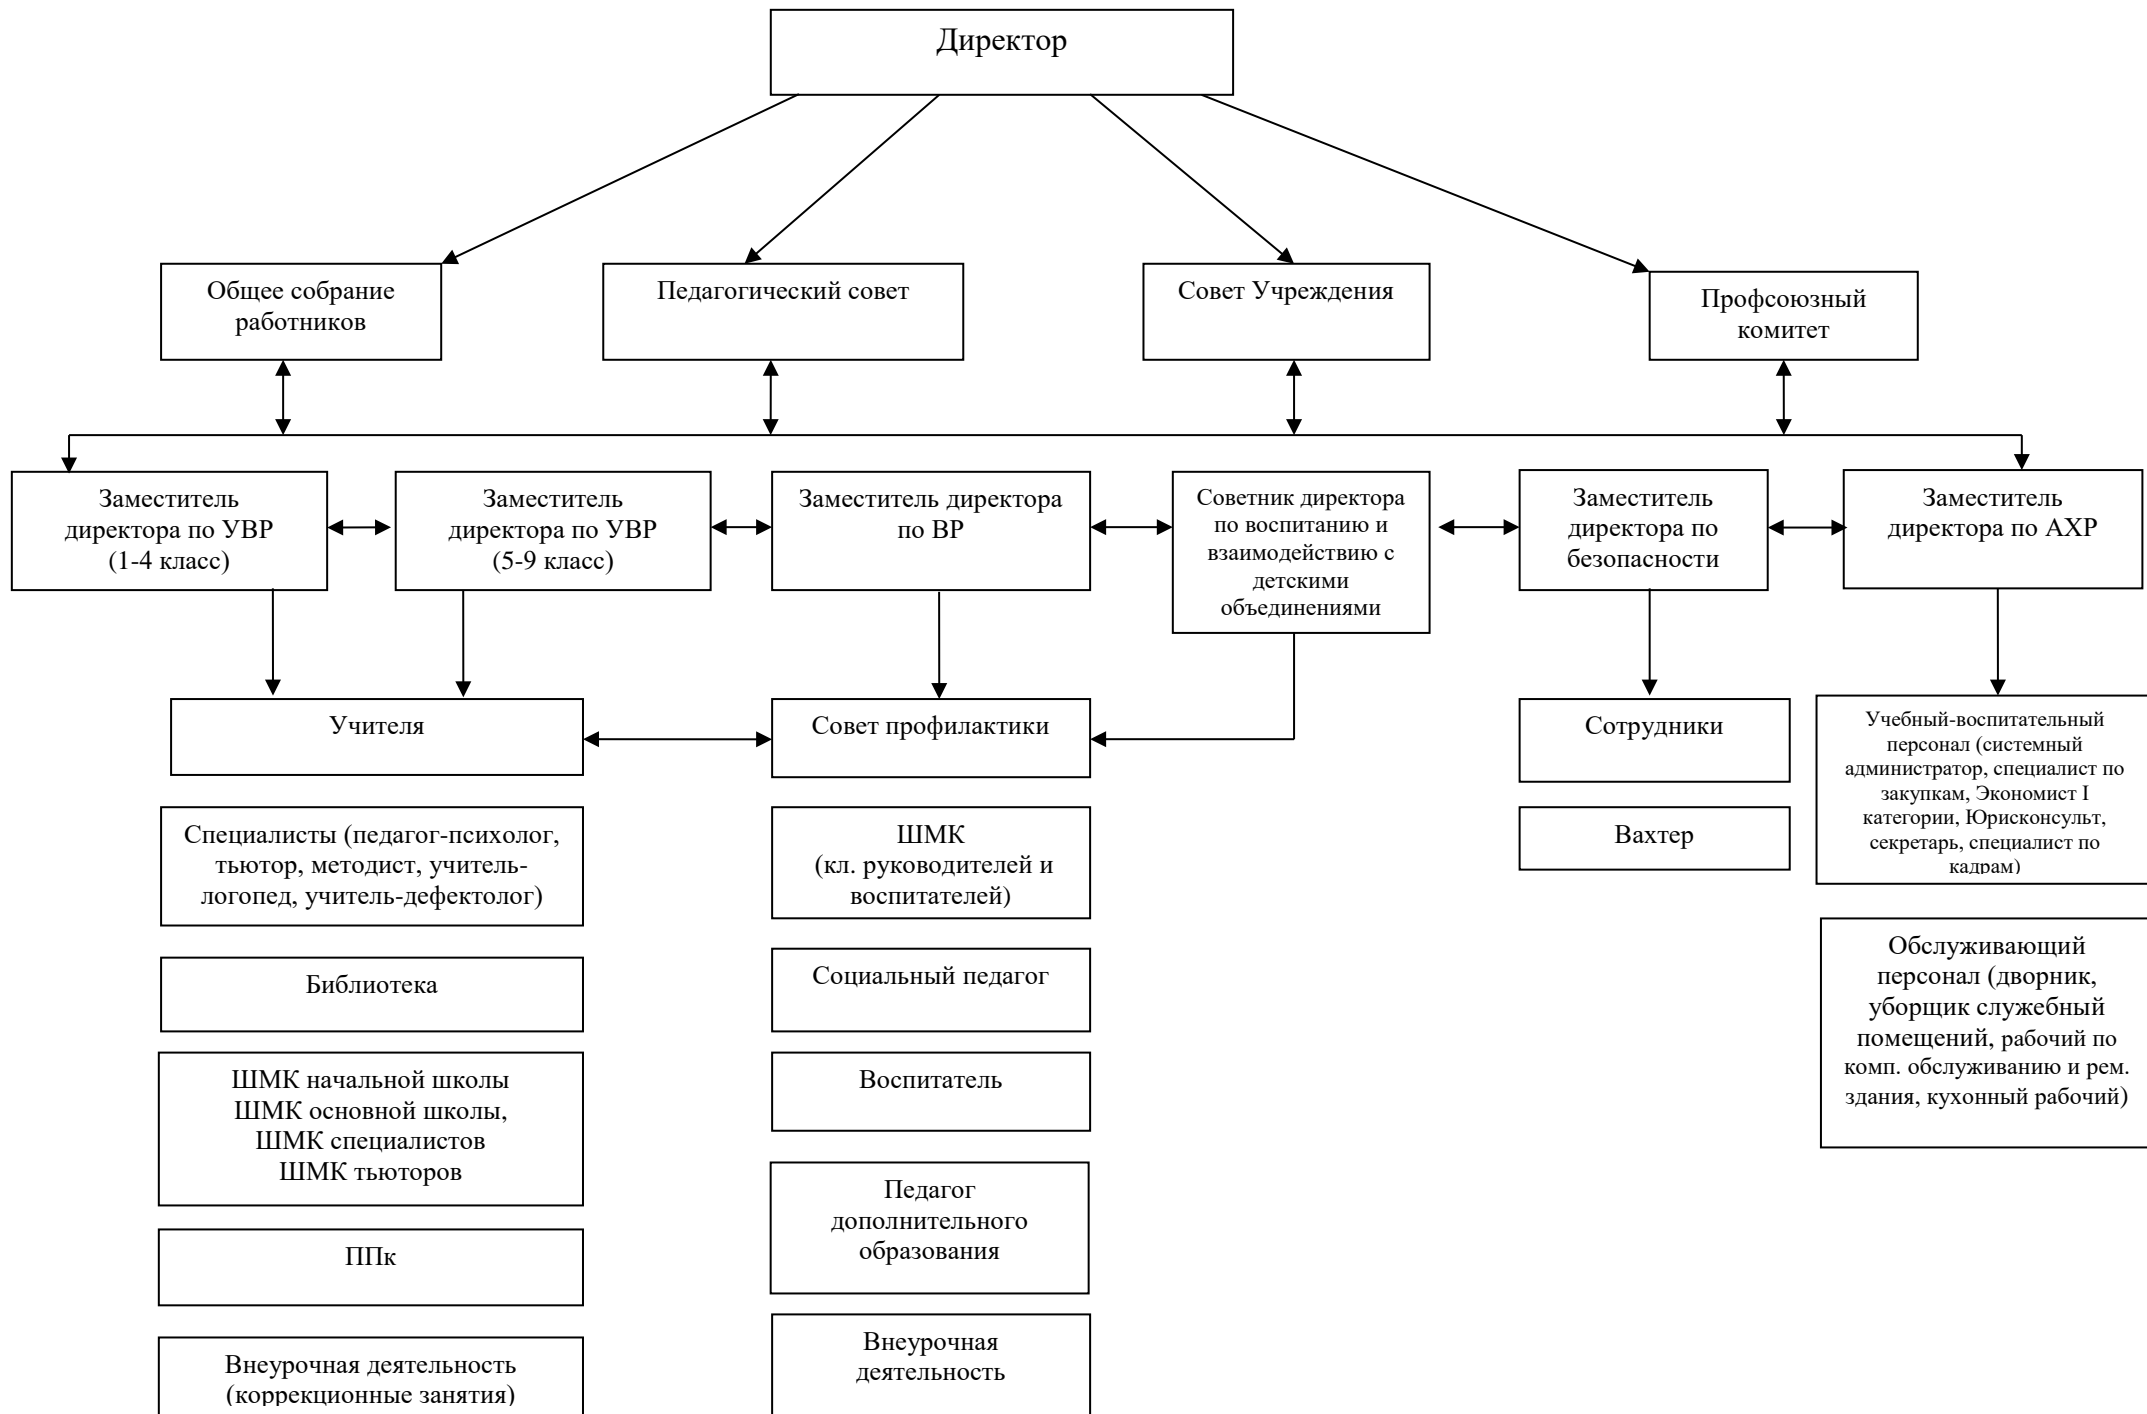 Директор
Общее собрание
работников
Педагогический совет
Совет Учреждения
Профсоюзный
комитет
Заместитель
директора по УВР
(1-4 класс)
Заместитель
директора по УВР
(5-9 класс)
Заместитель директора
по ВР
Советник директора
по воспитанию и
взаимодействию с
детскими
объединениями
Заместитель
директора по
безопасности
Заместитель
директора по АХР
Учителя
Совет профилактики
Сотрудники
Учебный-воспитательный
персонал (системный
администратор, специалист по
закупкам, Экономист I
категории, Юрисконсульт,
секретарь, специалист по
кадрам)
Специалисты (педагог-психолог,
тьютор, методист, учитель-
логопед, учитель-дефектолог)
ШМК
(кл. руководителей и
воспитателей)
Вахтер
Библиотека
Социальный педагог
Обслуживающий
персонал (дворник,
уборщик служебный
помещений, рабочий по
комп. обслуживанию и рем.
здания, кухонный рабочий)
ШМК начальной школы
ШМК основной школы,
ШМК специалистов
ШМК тьюторов
Воспитатель
Педагог
дополнительного
образования
ППк
Внеурочная деятельность
(коррекционные занятия)
Внеурочная
деятельность